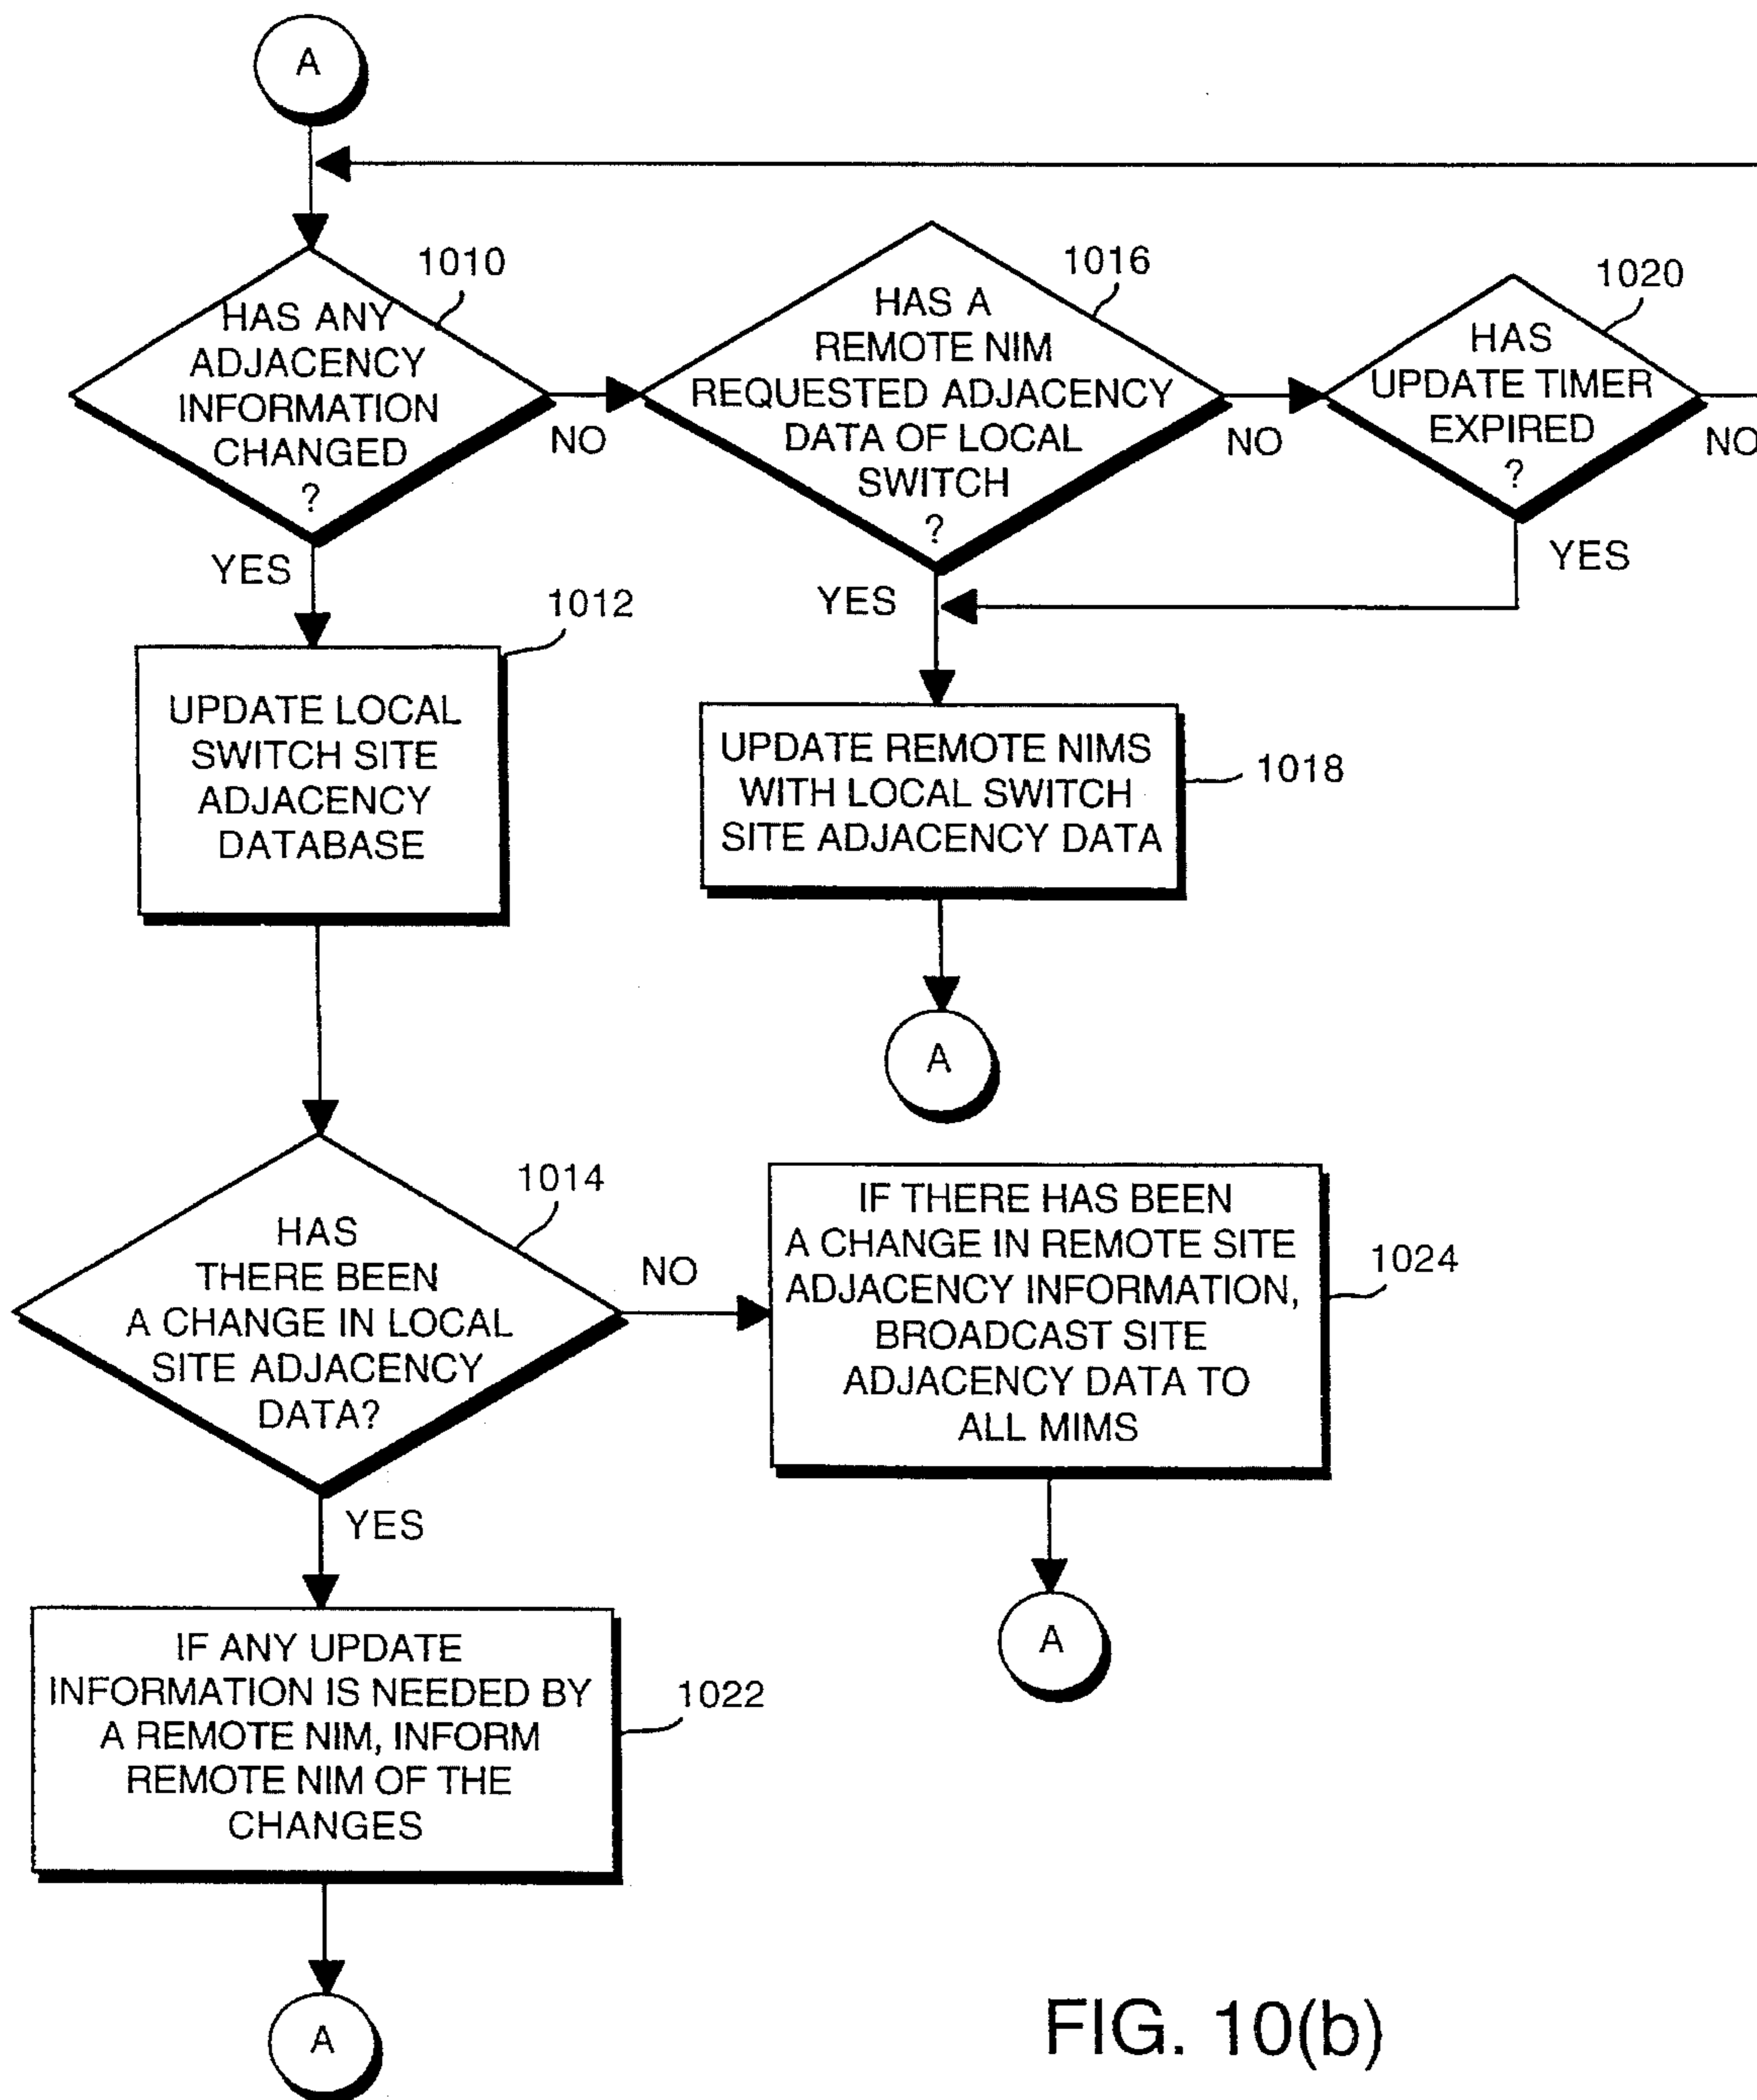 A
1010
HAS ANY
ADJACENCY
INFORMATION
CHANGED
?
NO
YES
1016
HAS A
REMOTE NIM
REQUESTED ADJACENCY
DATA OF LOCAL
SWITCH
?
NO
YES
1020
HAS
UPDATE TIMER
EXPIRED
?
NO
YES
1012
UPDATE LOCAL
SWITCH SITE
ADJACENCY
DATABASE
UPDATE REMOTE NIMS
WITH LOCAL SWITCH
SITE ADJACENCY DATA
1018
A
1014
HAS
THERE BEEN
A CHANGE IN LOCAL
SITE ADJACENCY
DATA?
NO
YES
IF THERE HAS BEEN
A CHANGE IN REMOTE SITE
ADJACENCY INFORMATION,
BROADCAST SITE
ADJACENCY DATA TO
ALL MIMS
1024
A
IF ANY UPDATE
INFORMATION IS NEEDED BY
A REMOTE NIM, INFORM
REMOTE NIM OF THE
CHANGES
1022
A
FIG. 10(b)